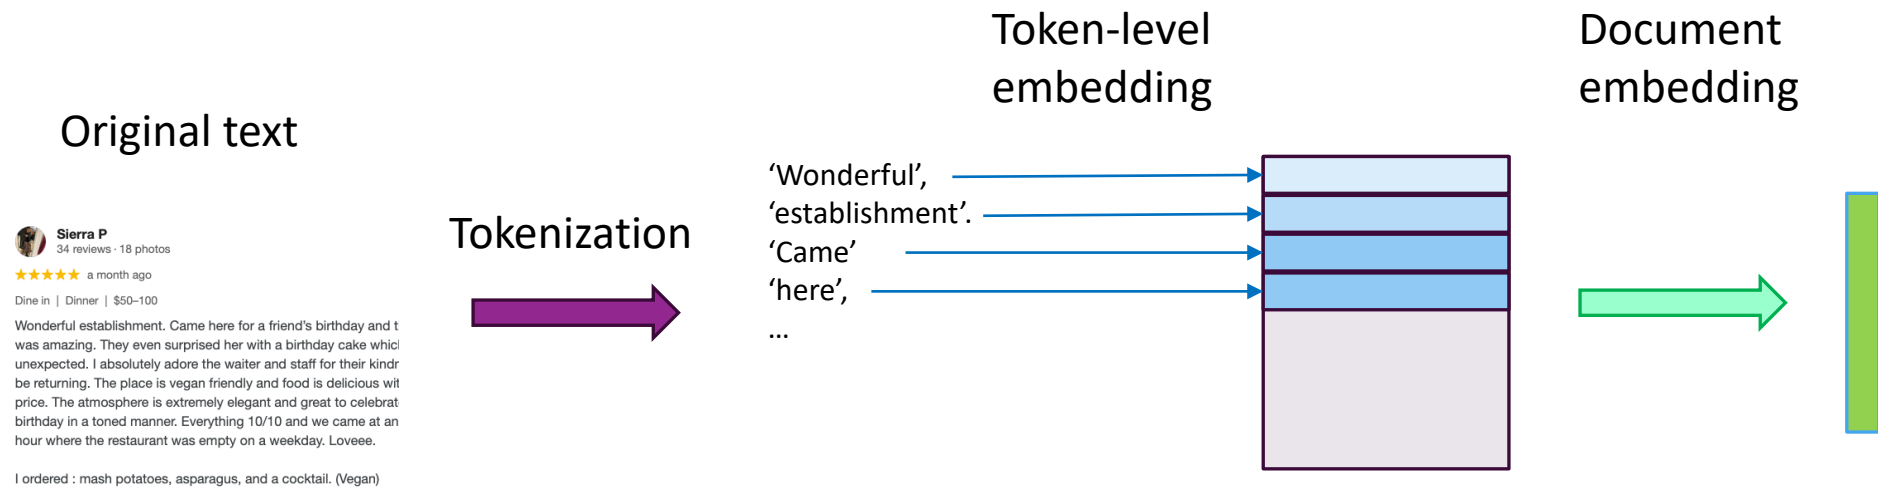 Original text
Sierra P
34 reviews · 18 photos
a month ago
Dine in | Dinner | $50–100
Wonderful establishment. Came here for a friend's birthday and t
was amazing. They even surprised her with a birthday cake whic
unexpected. I absolutely adore the waiter and staff for their kind
be returning. The place is vegan friendly and food is delicious wit
price. The atmosphere is extremely elegant and great to celebrat
birthday in a toned manner. Everything 10/10 and we came at an
hour where the restaurant was empty on a weekday. Loveee.
I ordered : mash potatoes, asparagus, and a cocktail. (Vegan)
Tokenization
Token-level
embedding
‘Wonderful’,
‘establishment’.
‘Came’
‘here’,
...
Document
embedding